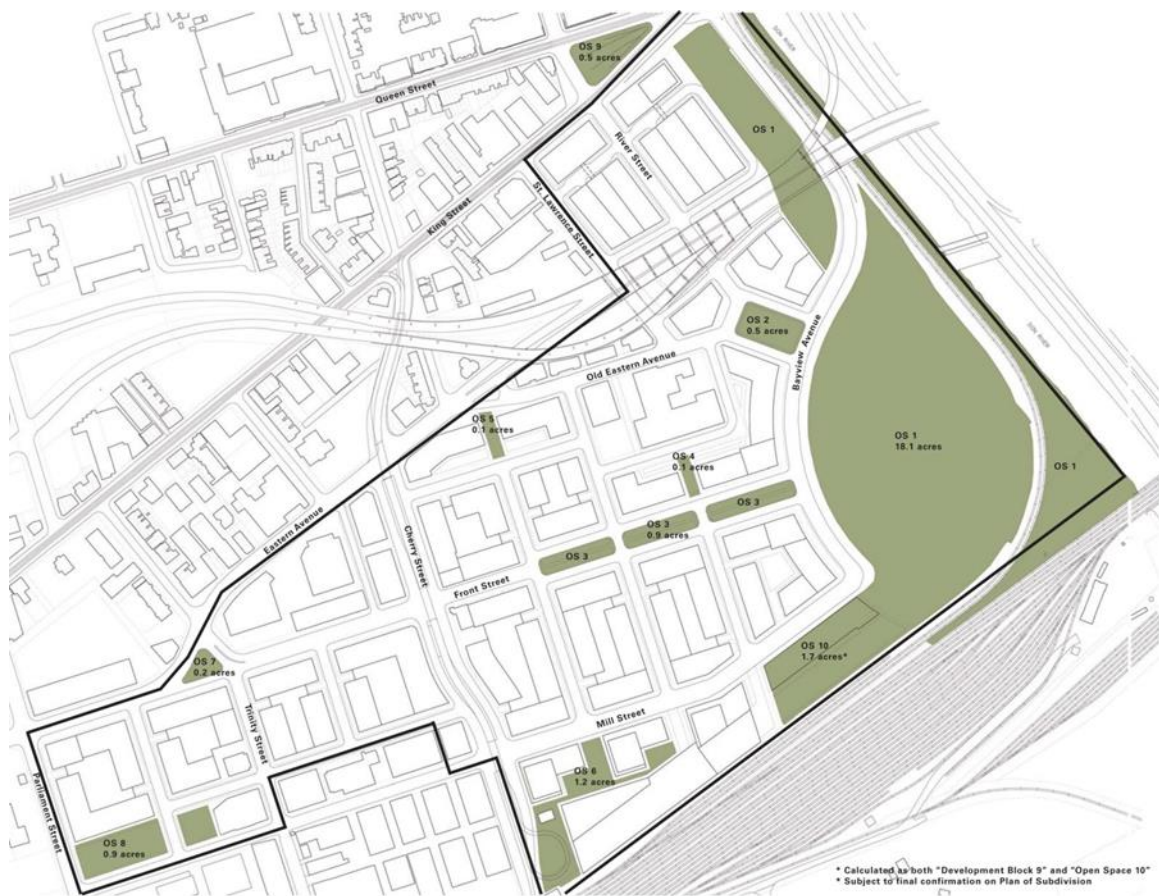 OS 9
0.5 acres
DON RIVER
Queen Street
OS 1
River Street
King Street
St. Lawrence Street
OS 2
0.5 acres
Bayview Avenue
DON RIVER
Old Eastern Avenue
OS 5
0.1 acres
OS 4
0.1 acres
OS 1
18.1 acres
OS 1
OS 3
OS 3
0.9 acres
OS 3
Eastern Avenue
Cherry Street
Front Street
OS 10
1.7 acres*
OS 7
0.2 acres
Trinity Street
Mill Street
OS 6
1.2 acres
Parliament Street
OS 8
0.9 acres
* Calculated as both "Development Block 9" and "Open Space 10"
* Subject to final confirmation on Plan of Subdivision